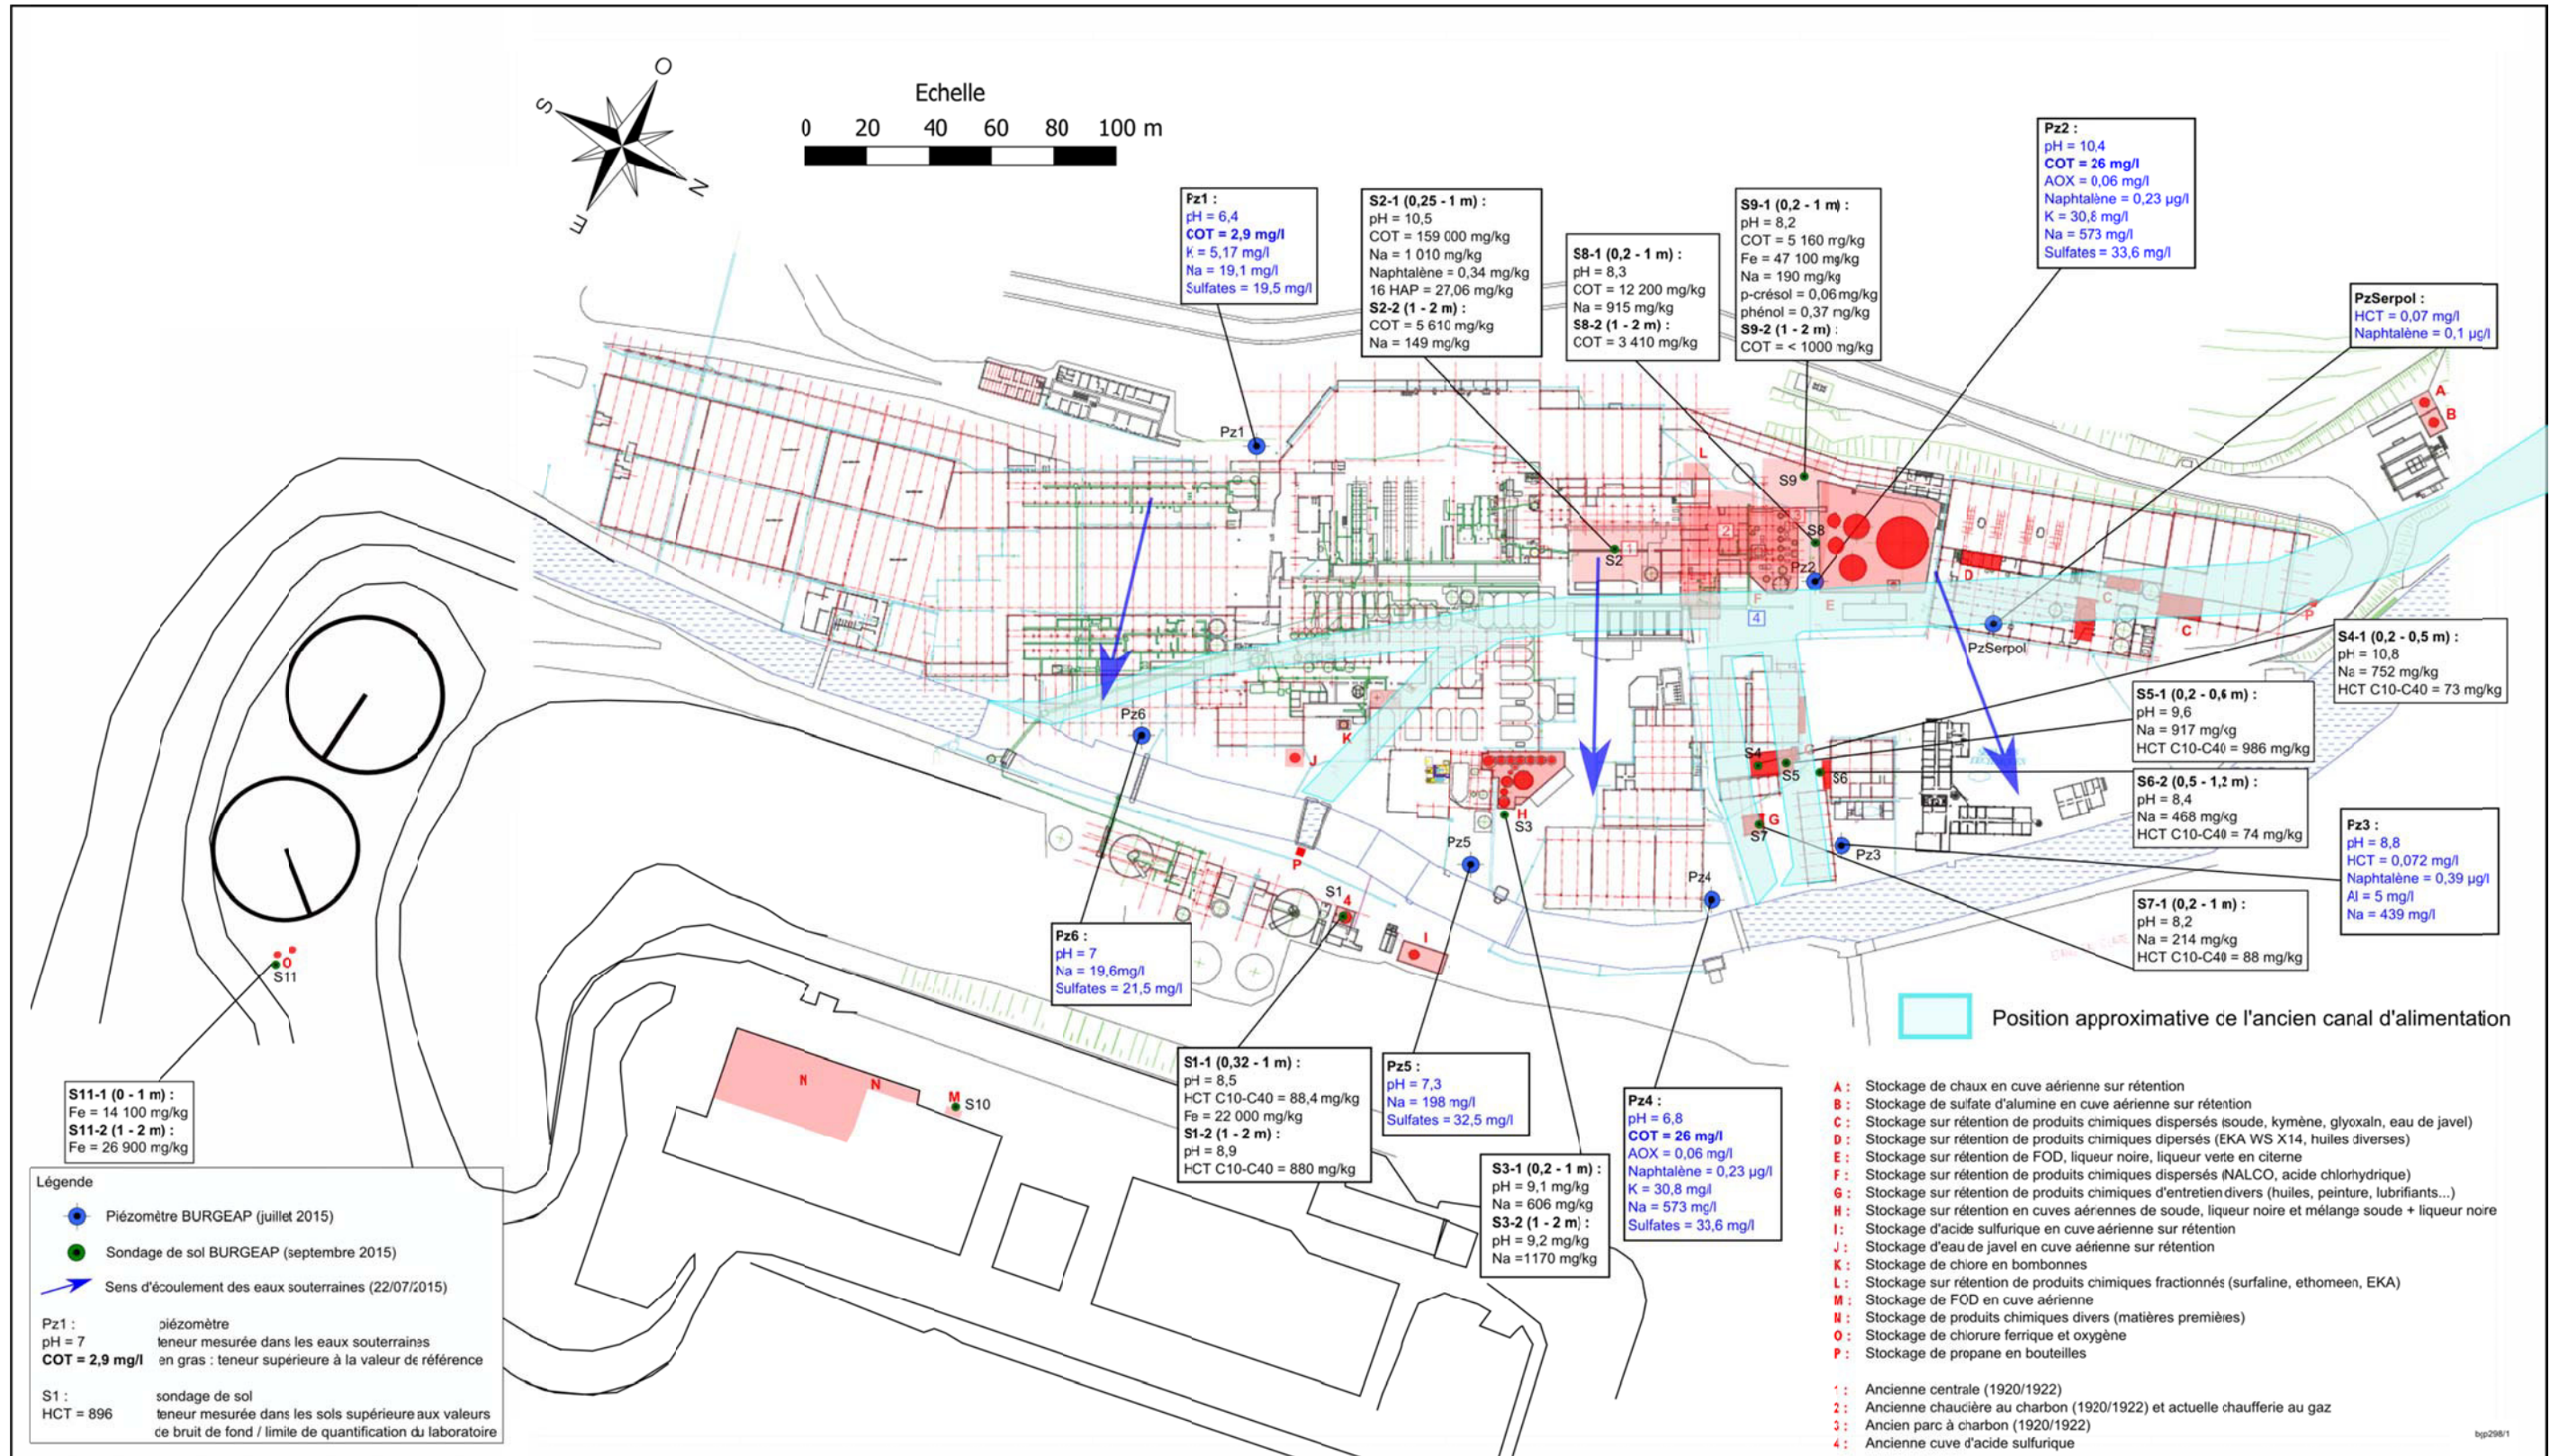 O
S
N
E
Echelle
0 20 40 60 80 100 m
Pz1 :
pH = 6,4
COT = 2,9 mg/l
K = 5,17 mg/l
Na = 19,1 mg/l
Sulfates = 19,5 mg/l
S2-1 (0,25 - 1 m) :
pH = 10,5
COT = 159 000 mg/kg
Na = 1 010 mg/kg
Naphtalène = 0,34 mg/kg
16 HAP = 27,06 mg/kg
S2-2 (1 - 2 m) :
COT = 5 610 mg/kg
Na = 149 mg/kg
S8-1 (0,2 - 1 m) :
pH = 8,3
COT = 12 200 mg/kg
Na = 915 mg/kg
S8-2 (1 - 2 m) :
COT = 3 410 mg/kg
S9-1 (0,2 - 1 m) :
pH = 8,2
COT = 5 160 mg/kg
Fe = 47 100 mg/kg
Na = 190 mg/kg
p-crésol = 0,06 mg/kg
phénol = 0,37 mg/kg
S9-2 (1 - 2 m) :
COT = < 1000 mg/kg
Pz2 :
pH = 10,4
COT = 26 mg/l
AOX = 0,06 mg/l
Naphtalène = 0,23 µg/l
K = 30,8 mg/l
Na = 573 mg/l
Sulfates = 33,6 mg/l
PzSerpol :
HCT = 0,07 mg/l
Naphtalène = 0,1 µg/l
A
B
Pz1
L
S9
3
2
S8
1
S2
Pz2
D
F
E
C
4
C
P
PzSerpol
S4-1 (0,2 - 0,5 m) :
pH = 10,8
Na = 752 mg/kg
HCT C10-C40 = 73 mg/kg
S5-1 (0,2 - 0,6 m) :
pH = 9,6
Na = 917 mg/kg
HCT C10-C40 = 986 mg/kg
S6-2 (0,5 - 1,2 m) :
pH = 8,4
Na = 468 mg/kg
HCT C10-C40 = 74 mg/kg
Pz3 :
pH = 8,8
HCT = 0,072 mg/l
Naphtalène = 0,39 µg/l
Al = 5 mg/l
Na = 439 mg/l
S7-1 (0,2 - 1 m) :
pH = 8,2
Na = 214 mg/kg
HCT C10-C40 = 88 mg/kg
Pz6
K
J
S4
G
S5
S6
H
S3
G
S7
Pz5
Pz3
P
Pz4
S1
4
I
O
S11
Pz6 :
pH = 7
Na = 19,6mg/l
Sulfates = 21,5 mg/l
Position approximative de l'ancien canal d'alimentation
N
N
M
S10
S11-1 (0 - 1 m) :
Fe = 14 100 mg/kg
S11-2 (1 - 2 m) :
Fe = 26 900 mg/kg
S1-1 (0,32 - 1 m) :
pH = 8,5
HCT C10-C40 = 88,4 mg/kg
Fe = 22 000 mg/kg
S1-2 (1 - 2 m) :
pH = 8,9
HCT C10-C40 = 880 mg/kg
Pz5 :
pH = 7,3
Na = 198 mg/l
Sulfates = 32,5 mg/l
S3-1 (0,2 - 1 m) :
pH = 9,1 mg/kg
Na = 606 mg/kg
S3-2 (1 - 2 m) :
pH = 9,2 mg/kg
Na =1170 mg/kg
Pz4 :
pH = 6,8
COT = 26 mg/l
AOX = 0,06 mg/l
Naphtalène = 0,23 µg/l
K = 30,8 mg/l
Na = 573 mg/l
Sulfates = 33,6 mg/l
Légende
Piézomètre BURGEAP (juillet 2015)
Sondage de sol BURGEAP (septembre 2015)
Sens d'écoulement des eaux souterraines (22/07/2015)
Pz1 : piézomètre
pH = 7 teneur mesurée dans les eaux souterraines
COT = 2,9 mg/l en gras : teneur supérieure à la valeur de référence
S1 : sondage de sol
HCT = 896 teneur mesurée dans les sols supérieure aux valeurs
de bruit de fond / limite de quantification du laboratoire
A : Stockage de chaux en cuve aérienne sur rétention
B : Stockage de sulfate d'alumine en cuve aérienne sur rétention
C : Stockage sur rétention de produits chimiques dispersés (soude, kymène, glyoxaln, eau de javel)
D : Stockage sur rétention de produits chimiques dipersés (EKA WS X14, huiles diverses)
E : Stockage sur rétention de FOD, liqueur noire, liqueur verte en citerne
F : Stockage sur rétention de produits chimiques dispersés (NALCO, acide chlorhydrique)
G : Stockage sur rétention de produits chimiques d'entretien divers (huiles, peinture, lubrifiants...)
H : Stockage sur rétention en cuves aériennes de soude, liqueur noire et mélange soude + liqueur noire
I : Stockage d'acide sulfurique en cuve aérienne sur rétention
J : Stockage d'eau de javel en cuve aérienne sur rétention
K : Stockage de chlore en bombonnes
L : Stockage sur rétention de produits chimiques fractionnés (surfaline, ethomeen, EKA)
M : Stockage de FOD en cuve aérienne
N : Stockage de produits chimiques divers (matières premières)
O : Stockage de chlorure ferrique et oxygène
P : Stockage de propane en bouteilles
1 : Ancienne centrale (1920/1922)
2 : Ancienne chaudière au charbon (1920/1922) et actuelle chaufferie au gaz
3 : Ancien parc à charbon (1920/1922)
4 : Ancienne cuve d'acide sulfurique
bjp298/1